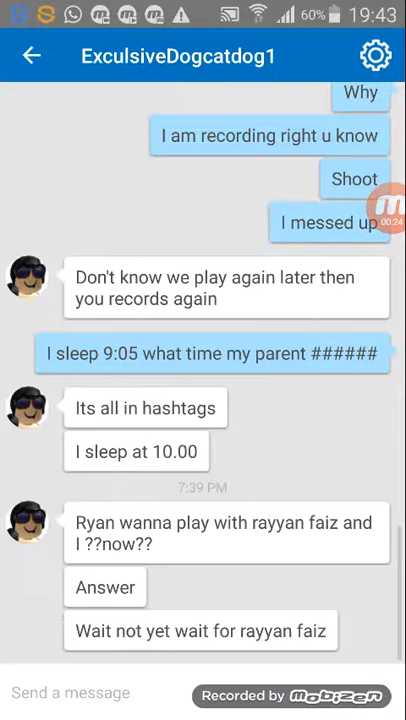 60% 19:43
ExculsiveDogcatdog1
Why
I am recording right u know
Shoot
I messed up
00:24
Don't know we play again later then
you records again
I sleep 9:05 what time my parent ######
Its all in hashtags
I sleep at 10.00
7:39 PM
Ryan wanna play with rayyan faiz and
I ??now??
Answer
Wait not yet wait for rayyan faiz
Send a message
Recorded by mobizen